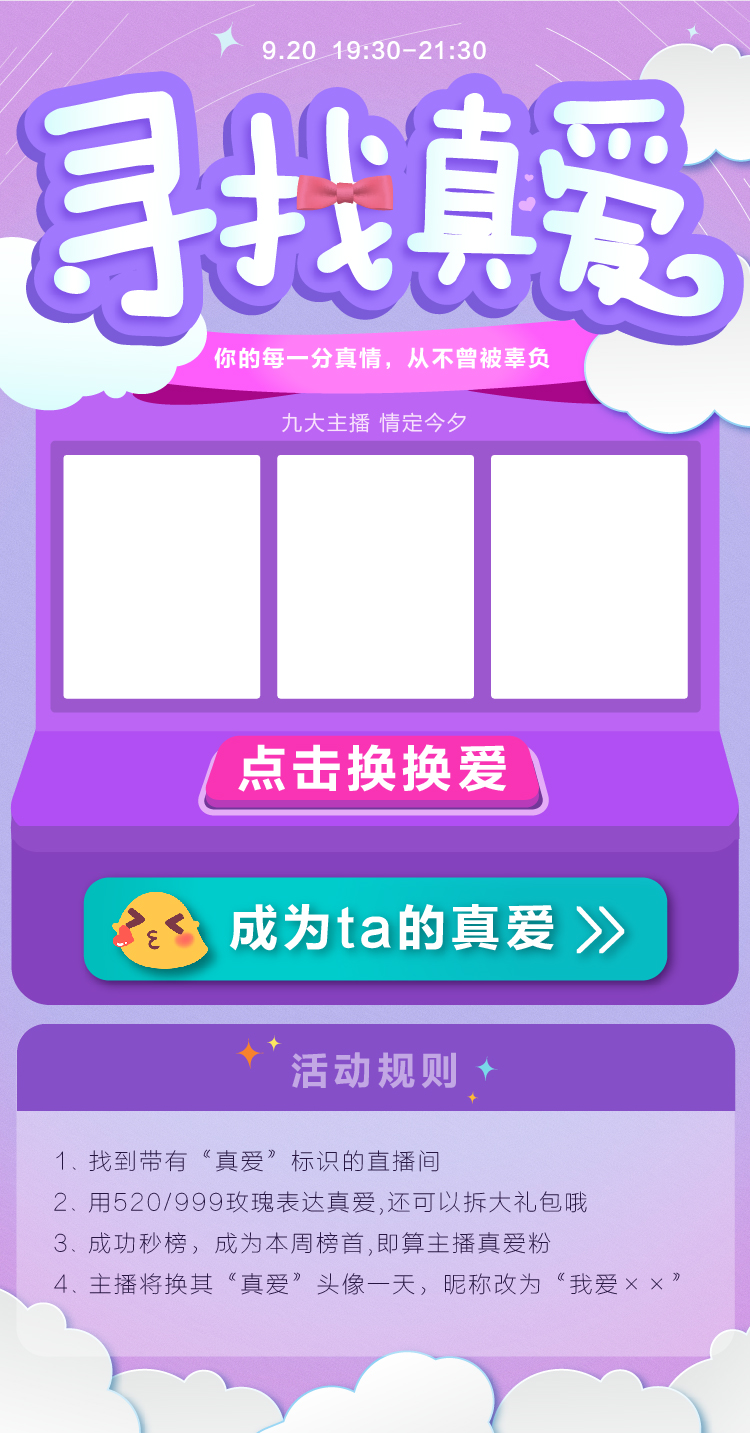 9.20 19:30-21:30
寻找真爱
你的每一分真情，从不曾被辜负
九大主播 情定今夕
点击换换爱
成为ta的真爱
活动规则
1、找到带有“真爱”标识的直播间
2、用520/999玫瑰表达真爱,还可以拆大礼包哦
3、成功秒榜，成为本周榜首,即算主播真爱粉
4、主播将换其“真爱”头像一天，昵称改为“我爱××”